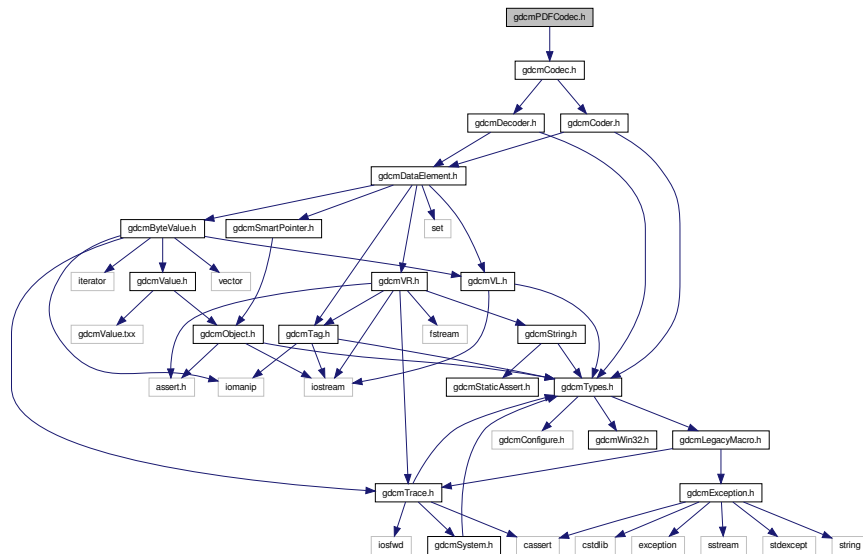 gdcmPDFCodec.h
gdcmCodec.h
gdcmDecoder.h
gdcmCoder.h
gdcmDataElement.h
gdcmByteValue.h
gdcmSmartPointer.h
set
iterator
gdcmValue.h
vector
gdcmVR.h
gdcmVL.h
gdcmValue.txx
gdcmObject.h
gdcmTag.h
fstream
gdcmString.h
assert.h
iomanip
iostream
gdcmStaticAssert.h
gdcmTypes.h
gdcmConfigure.h
gdcmWin32.h
gdcmLegacyMacro.h
gdcmTrace.h
gdcmException.h
iosfwd
gdcmSystem.h
cassert
cstdlib
exception
sstream
stdexcept
string